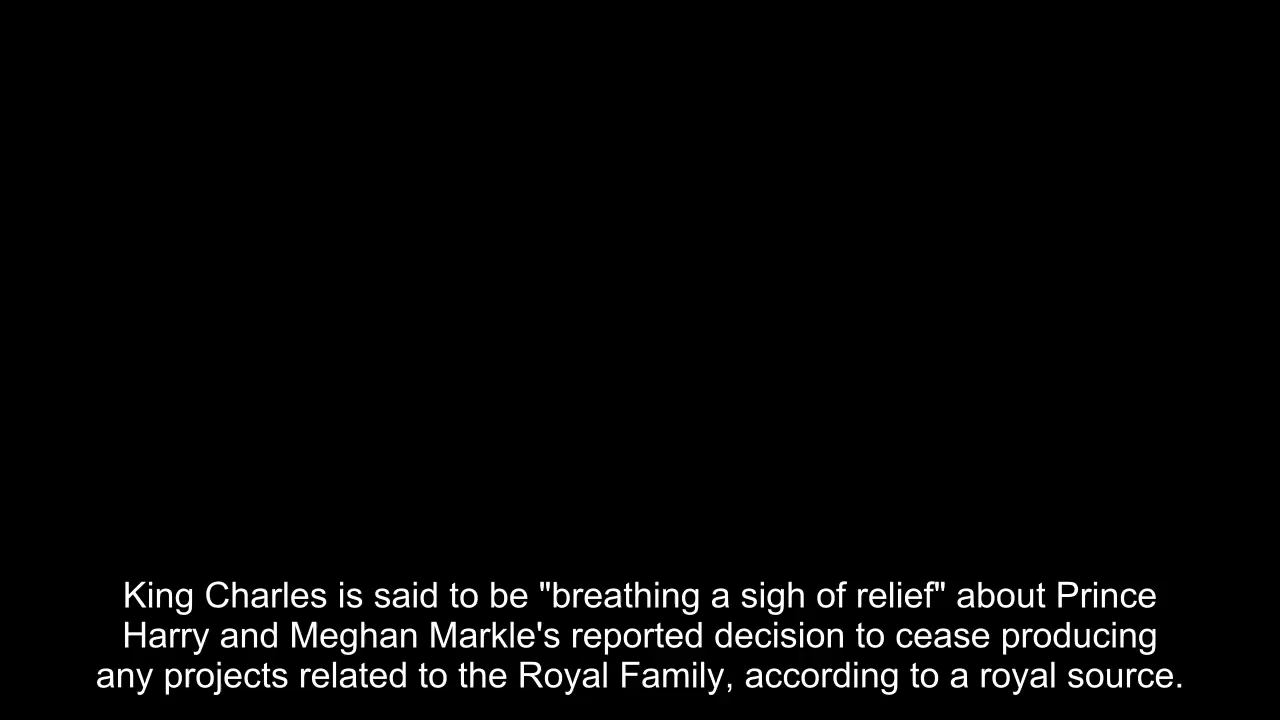 King Charles is said to be "breathing a sigh of relief" about Prince
Harry and Meghan Markle's reported decision to cease producing
any projects related to the Royal Family, according to a royal source.